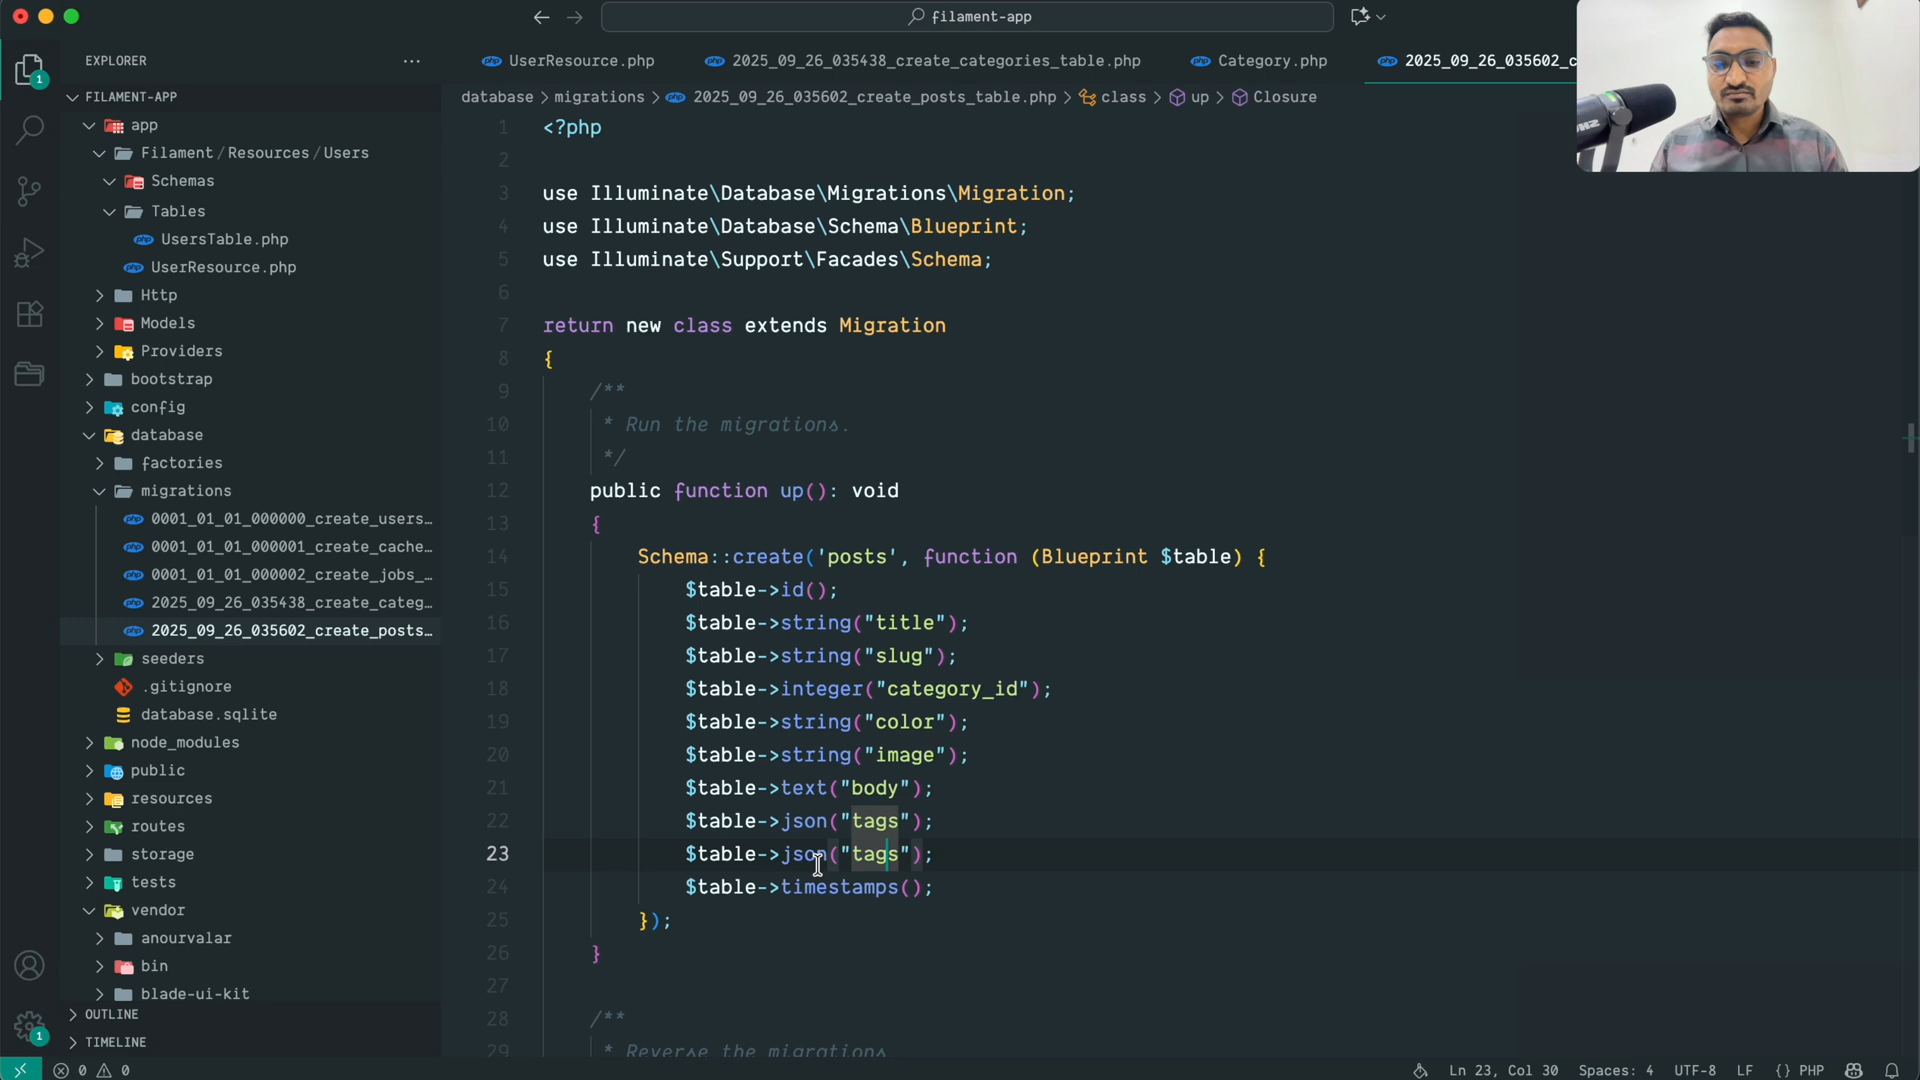 filament-app
EXPLORER
UserResource.php
2025_09_26_035438_create_categories_table.php
Category.php
2025_09_26_035602_c
FILAMENT-APP
database > migrations > 2025_09_26_035602_create_posts_table.php > class > up > Closure
app
Filament/Resources/Users
Schemas
Tables
UsersTable.php
UserResource.php
Http
Models
Providers
bootstrap
config
database
factories
migrations
0001_01_01_000000_create_users…
0001_01_01_000001_create_cache…
0001_01_01_000002_create_jobs_…
2025_09_26_035438_create_categ…
2025_09_26_035602_create_posts…
seeders
.gitignore
database.sqlite
node_modules
public
resources
routes
storage
tests
vendor
anourvalar
bin
blade-ui-kit
OUTLINE
TIMELINE
1 <?php
2
3 use Illuminate\Database\Migrations\Migration;
4 use Illuminate\Database\Schema\Blueprint;
5 use Illuminate\Support\Facades\Schema;
6
7 return new class extends Migration
8 {
9 /**
10 * Run the migrations.
11 */
12 public function up(): void
13 {
14 Schema::create('posts', function (Blueprint $table) {
15 $table->id();
16 $table->string("title");
17 $table->string("slug");
18 $table->integer("category_id");
19 $table->string("color");
20 $table->string("image");
21 $table->text("body");
22 $table->json("tags");
23 $table->json("tags");
24 $table->timestamps();
25 });
26 }
27
28 /**
29 * Reverse the migrations
1
1
0 0
Ln 23, Col 30 Spaces: 4 UTF-8 LF {} PHP